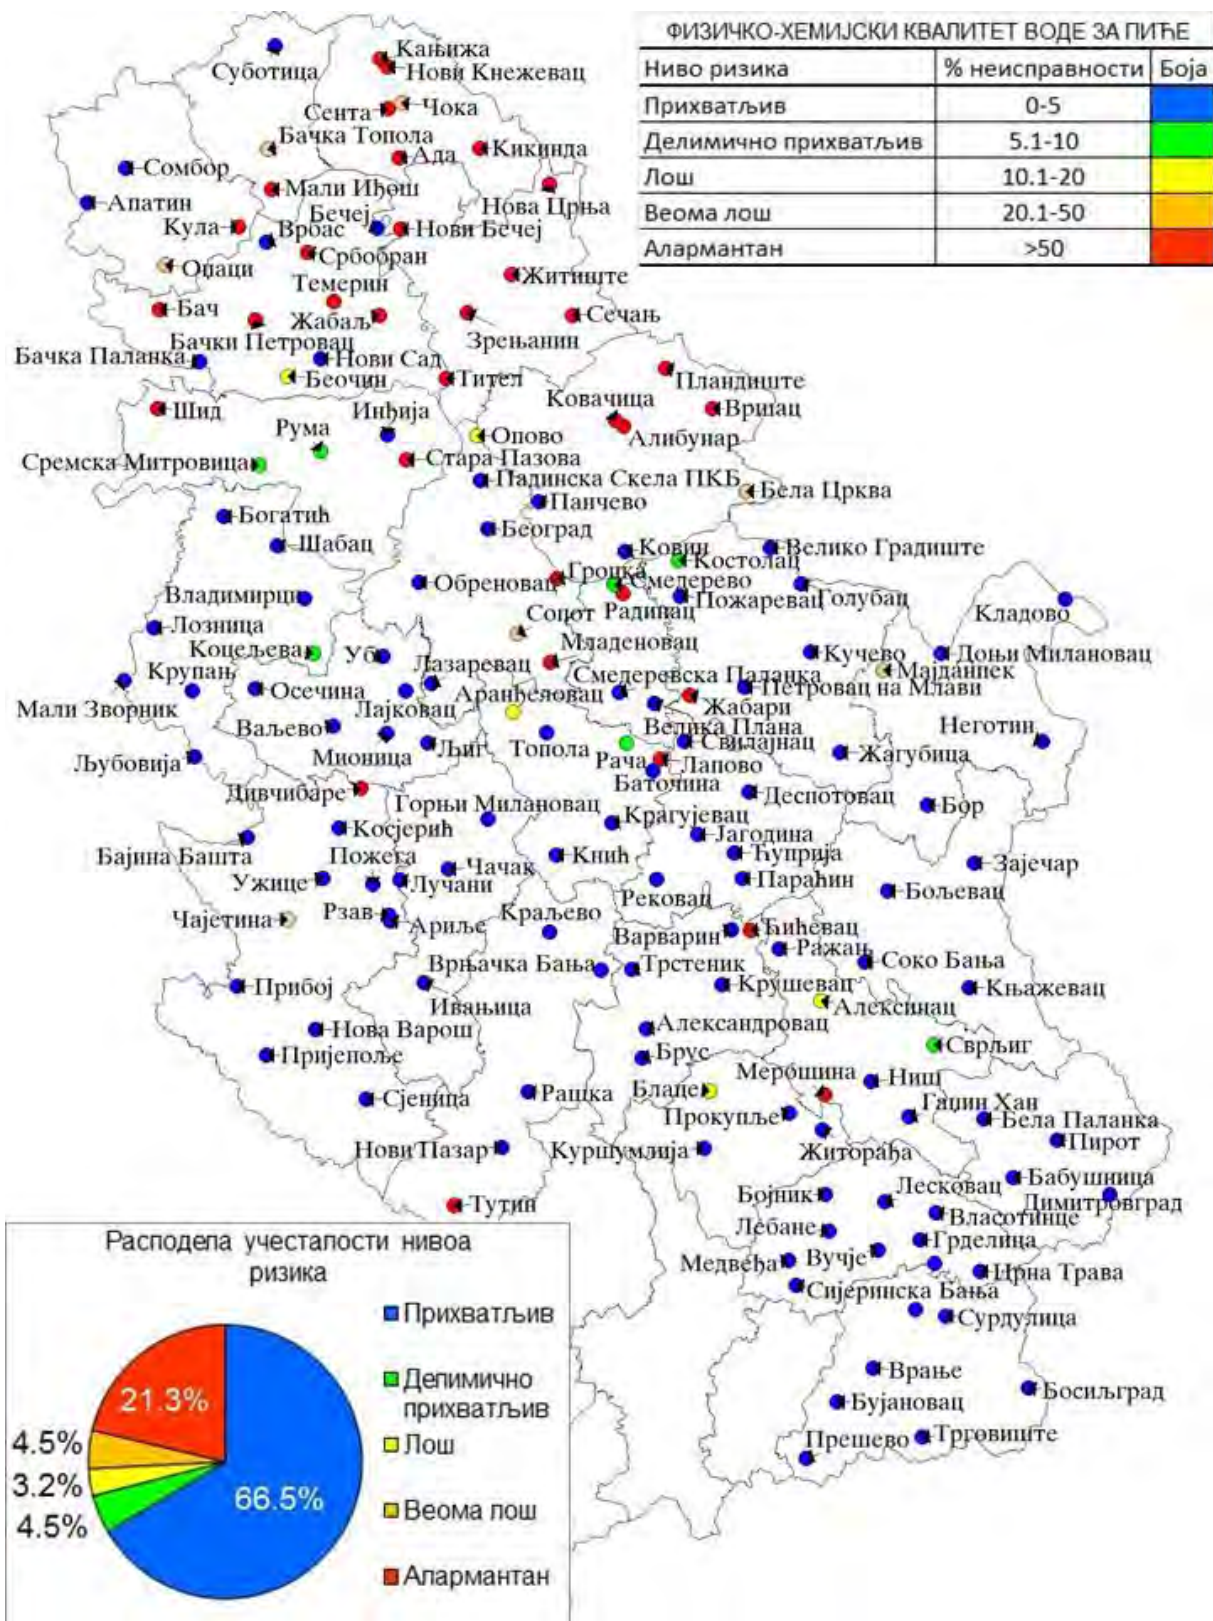 ФИЗИЧКО-ХЕМИЈСКИ КВАЛИТЕТ ВОДЕ ЗА ПИЋЕ
Ниво ризика % неисправности Боја
Прихватљив 0-5
Делимично прихватљив 5.1-10
Лош 10.1-20
Веома лош 20.1-50
Алармантан >50
Кањижа
Суботица
Нови Кнежевац
Сента
Чока
Бачка Топола
Ада
Кикинда
Сомбор
Мали Иђош
Апатин
Бечеј
Нова Црња
Кула
Врбас
Нови Бечеј
Србобран
Оџаци
Житиште
Темерин
Бач
Жабаљ
Сечањ
Бачки Петровац
Зрењанин
Бачка Паланка
Нови Сад
Беочин
Тител
Пландиште
Ковачица
Шид
Инђија
Вршац
Рума
Опово
Алибунар
Сремска Митровица
Стара Пазова
Падинска Скела ПКБ
Бела Црква
Панчево
Богатић
Београд
Шабац
Ковин
Велико Градиште
Костолац
Гроцка
Обреновац
Смедерево
Владимирци
Радинац
Пожаревац
Голубац
Кладово
Сопот
Лозница
Младеновац
Коцељева
Уб
Кучево
Доњи Милановац
Лазаревац
Смедеревска Паланка
Мајданпек
Крупањ
Осечина
Аранђеловац
Петровац на Млави
Мали Зворник
Лајковац
Жабари
Ваљево
Велика Плана
Неготин
Љубовија
Мионица
Љиг
Топола
Свилајнац
Жагубица
Рача
Лапово
Баточина
Дивчибаре
Горњи Милановац
Деспотовац
Бор
Косјерић
Крагујевац
Јагодина
Бајина Башта
Пожега
Кнић
Ћуприја
Зајечар
Чачак
Ужице
Лучани
Параћин
Бољевац
Рековац
Чајетина
Рзав
Ариље
Краљево
Варварин
Ћићевац
Ражањ
Соко Бања
Врњачка Бања
Трстеник
Прибој
Ивањица
Крушевац
Књажевац
Алексинац
Нова Варош
Александровац
Пријепоље
Брус
Сврљиг
Мерошина
Ниш
Сјеница
Рашка
Блаце
Прокупље
Гаџин Хан
Бела Паланка
Пирот
Нови Пазар
Куршумлија
Житорађа
Бабушница
Тутин
Бојник
Лесковац
Димитровград
Власотинце
Лебане
Грделица
Медвеђа
Вучје
Црна Трава
Сијеринска Бања
Сурдулица
Врање
Босиљград
Бујановац
Прешево
Трговиште
Расподела учесталости нивоа
ризика
Прихватљив
Делимично
прихватљив
Лош
Веома лош
Алармантан
21.3%
4.5%
3.2%
4.5%
66.5%